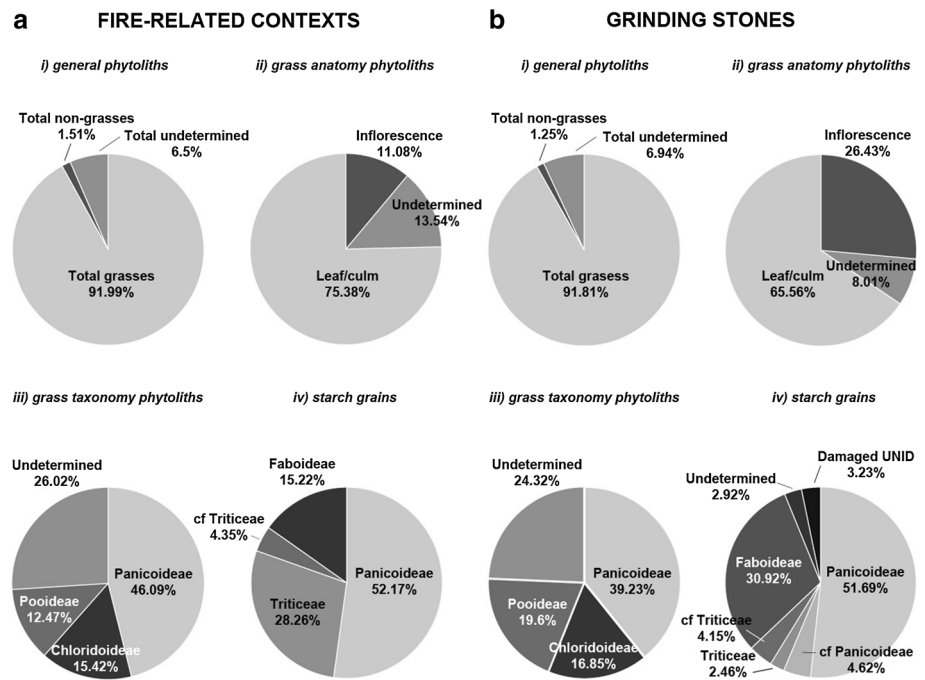 a FIRE-RELATED CONTEXTS
b GRINDING STONES
i) general phytoliths
ii) grass anatomy phytoliths
i) general phytoliths
ii) grass anatomy phytoliths
Total non-grasses
1.51%
Total undetermined
6.5%
Total grasses
91.99%
Inflorescence
11.08%
Undetermined
13.54%
Leaf/culm
75.38%
Total non-grasses
1.25%
Total undetermined
6.94%
Total grasess
91.81%
Inflorescence
26.43%
Undetermined
8.01%
Leaf/culm
65.56%
iii) grass taxonomy phytoliths
iv) starch grains
iii) grass taxonomy phytoliths
iv) starch grains
Undetermined
26.02%
Panicoideae
46.09%
Pooideae
12.47%
Chloridoideae
15.42%
Faboideae
15.22%
cf Triticeae
4.35%
Panicoideae
52.17%
Triticeae
28.26%
Undetermined
24.32%
Panicoideae
39.23%
Pooideae
19.6%
Chloridoideae
16.85%
Damaged UNID
3.23%
Undetermined
2.92%
Panicoideae
51.69%
Faboideae
30.92%
cf Triticeae
4.15%
Triticeae
2.46%
cf Panicoideae
4.62%